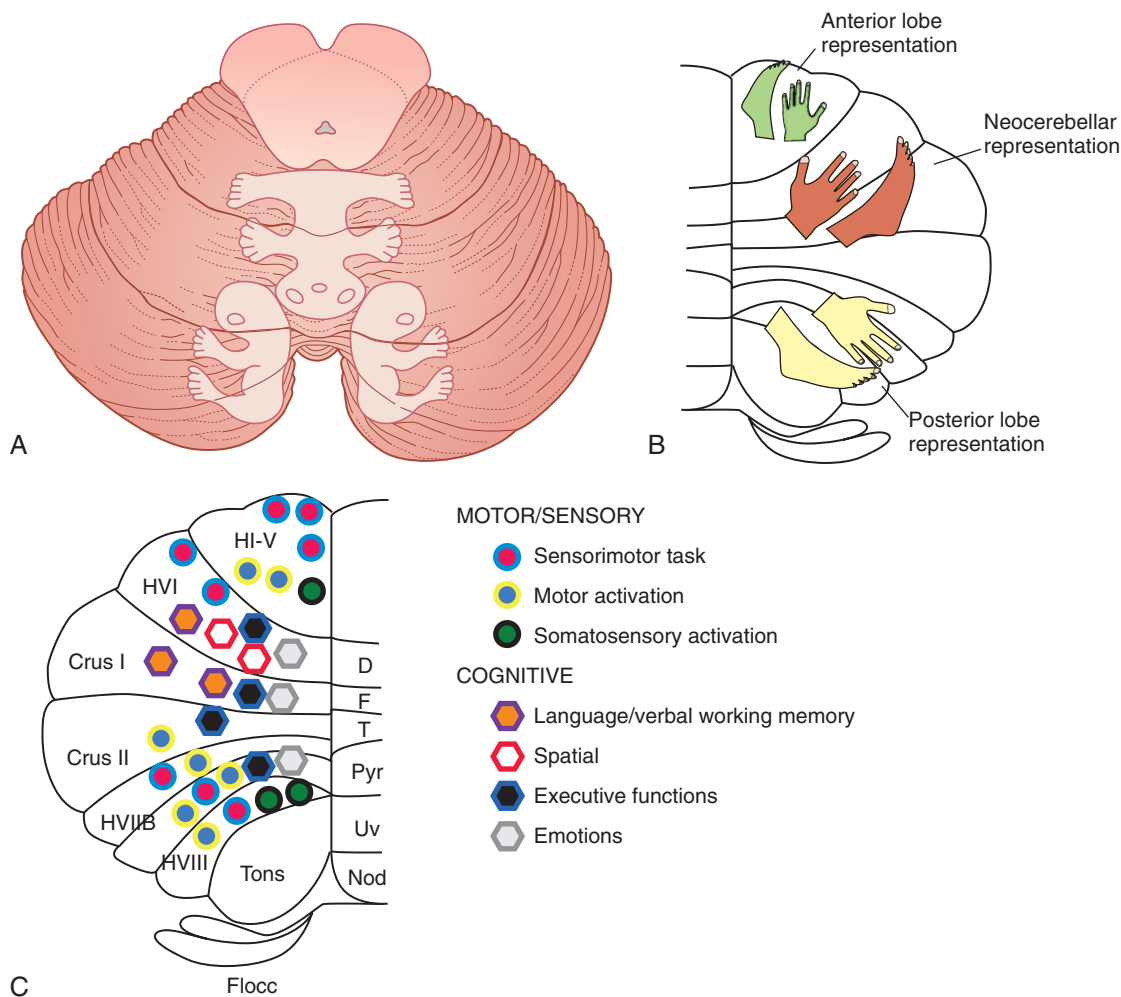 Anterior lobe
representation
Neocerebellar
representation
Posterior lobe
representation
A
B
MOTOR/SENSORY
Sensorimotor task
Motor activation
Somatosensory activation
COGNITIVE
Language/verbal working memory
Spatial
Executive functions
Emotions
HI-V
HVI
Crus I
Crus II
HVIIB
HVIII
Tons
D
F
T
Pyr
Uv
Nod
Flocc
C